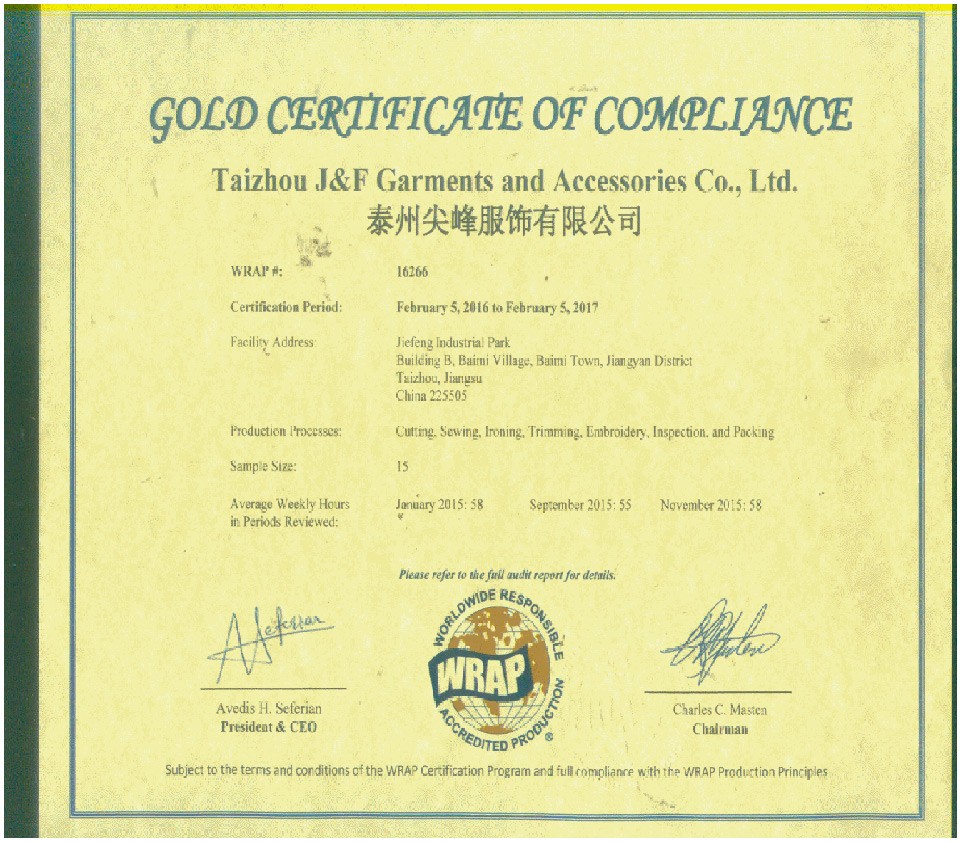 GOLD CERTIFICATE OF COMPLIANCE
Taizhou J&F Garments and Accessories Co., Ltd.
泰州尖峰服饰有限公司
WRAP #: 16266
Certification Period: February 5, 2016 to February 5, 2017
Facility Address: Jiefeng Industrial Park
Building B, Baimi Village, Baimi Town, Jiangyan District
Taizhou, Jiangsu
China 225505
Production Processes: Cutting, Sewing, Ironing, Trimming, Embroidery, Inspection, and Packing
Sample Size: 15
Average Weekly Hours January 2015: 58 September 2015: 55 November 2015: 58
in Periods Reviewed:
Please refer to the full audit report for details.
WORLDWIDE RESPONSIBLE
WRAP
ACCREDITED PRODUCTION
®
Avedis H. Seferian
President & CEO
Charles C. Masten
Chairman
Subject to the terms and conditions of the WRAP Certification Program and full compliance with the WRAP Production Principles